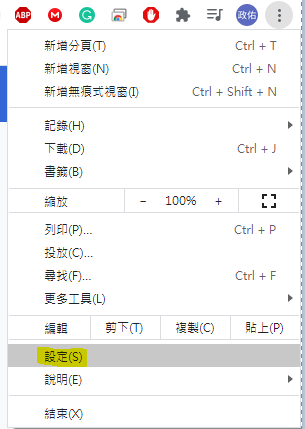 ABP M G 政佑
新增分頁(T) Ctrl + T
新增視窗(N) Ctrl + N
新增無痕式視窗(I) Ctrl + Shift + N
記錄(H)
下載(D) Ctrl + J
書籤(B)
縮放 − 100% +
列印(P)... Ctrl + P
投放(C)...
尋找(F)... Ctrl + F
更多工具(L)
編輯 剪下(T) 複製(C) 貼上(P)
設定(S)
說明(E)
結束(X)